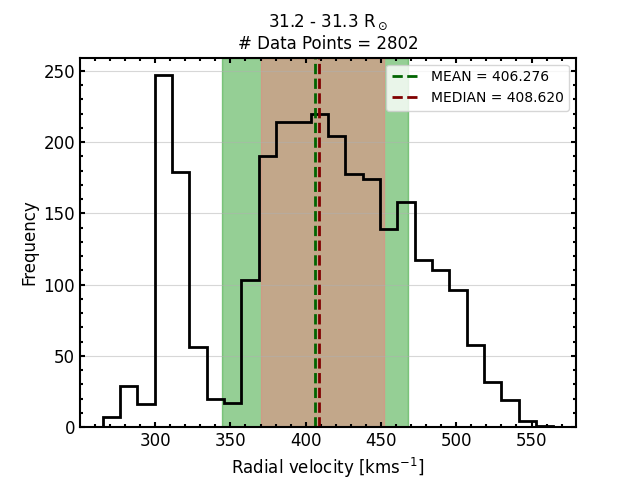 31.2 - 31.3 R⊙
# Data Points = 2802
MEAN = 406.276
MEDIAN = 408.620
250
200
150
100
50
0
Frequency
300 350 400 450 500 550
Radial velocity [kms⁻¹]